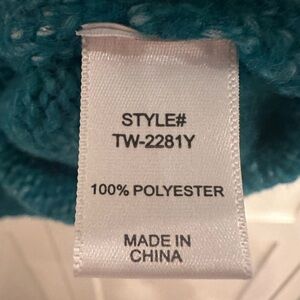 STYLE#
TW-2281Y
100% POLYESTER
MADE IN
CHINA